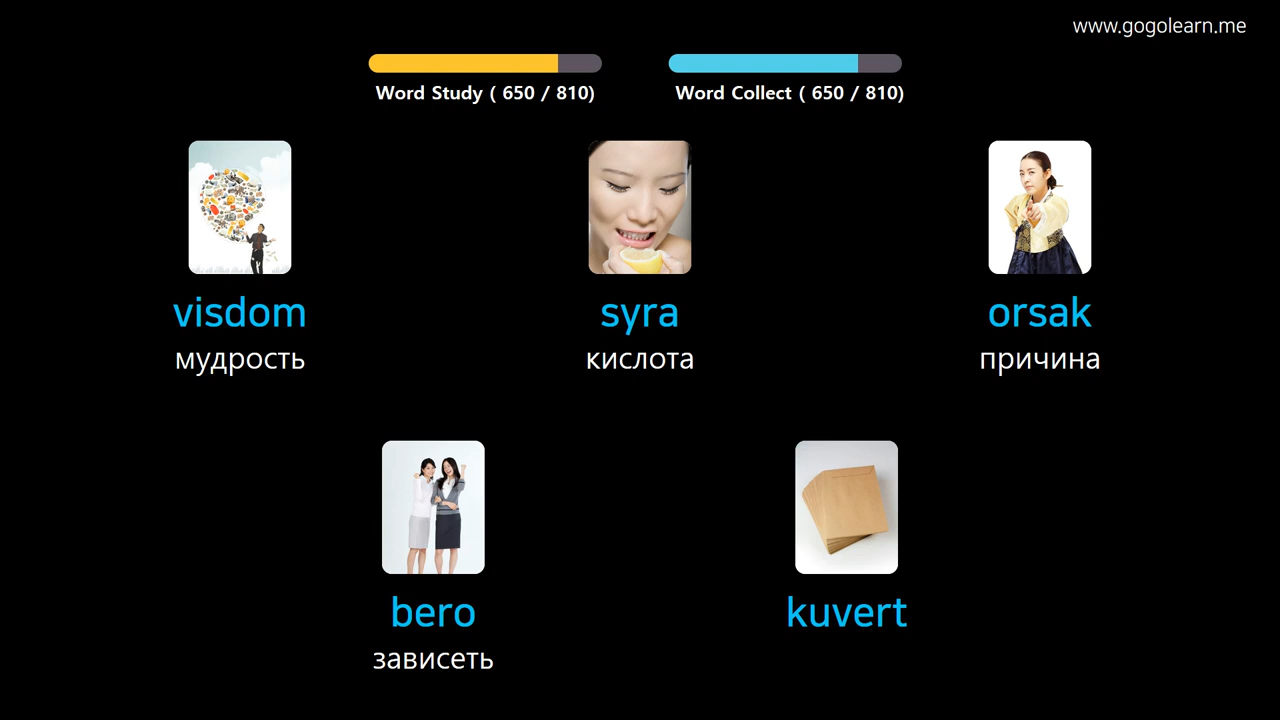 www.gogolearn.me
Word Study ( 650 / 810)
Word Collect ( 650 / 810)
visdom
мудрость
syra
кислота
orsak
причина
bero
зависеть
kuvert